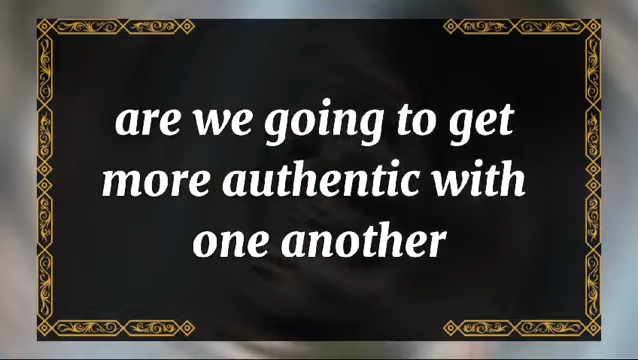 are we going to get
more authentic with
one another